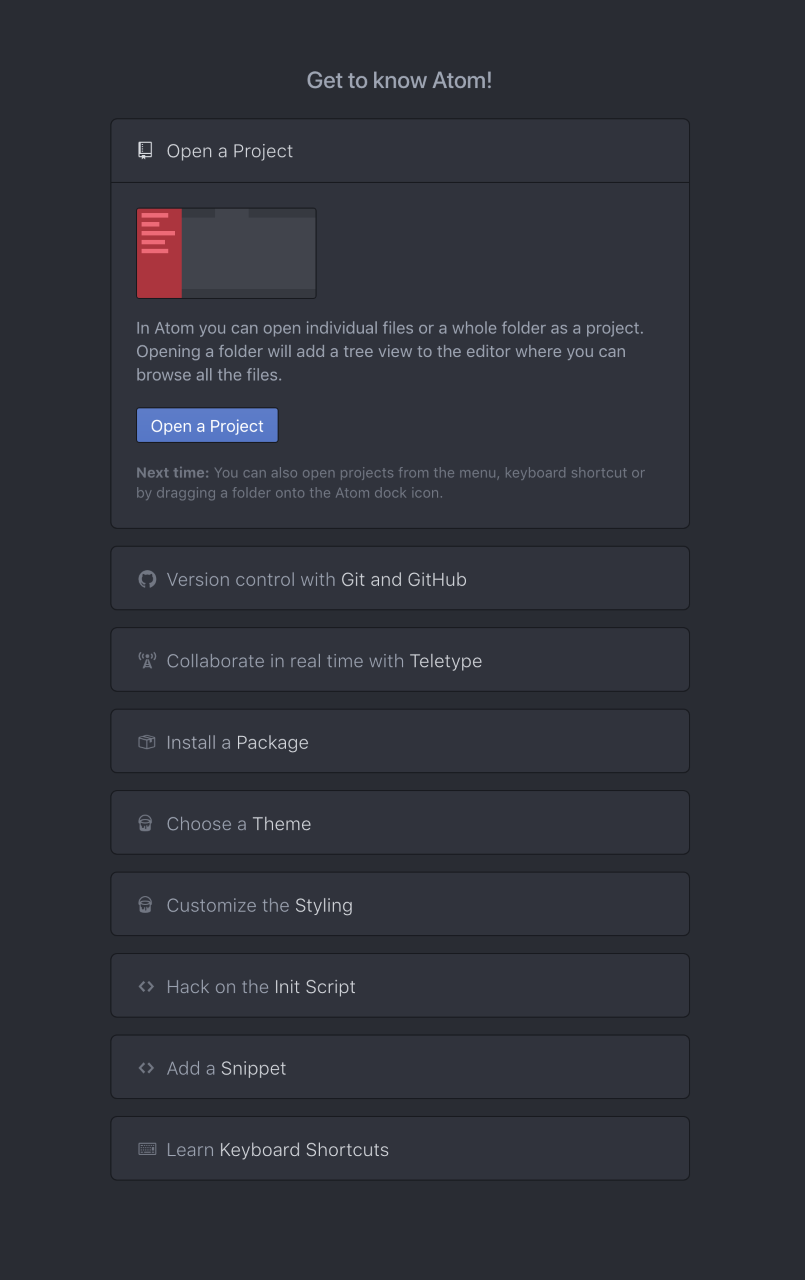 Get to know Atom!
Open a Project
In Atom you can open individual files or a whole folder as a project.
Opening a folder will add a tree view to the editor where you can
browse all the files.
Open a Project
Next time: You can also open projects from the menu, keyboard shortcut or
by dragging a folder onto the Atom dock icon.
Version control with Git and GitHub
Collaborate in real time with Teletype
Install a Package
Choose a Theme
Customize the Styling
Hack on the Init Script
Add a Snippet
Learn Keyboard Shortcuts